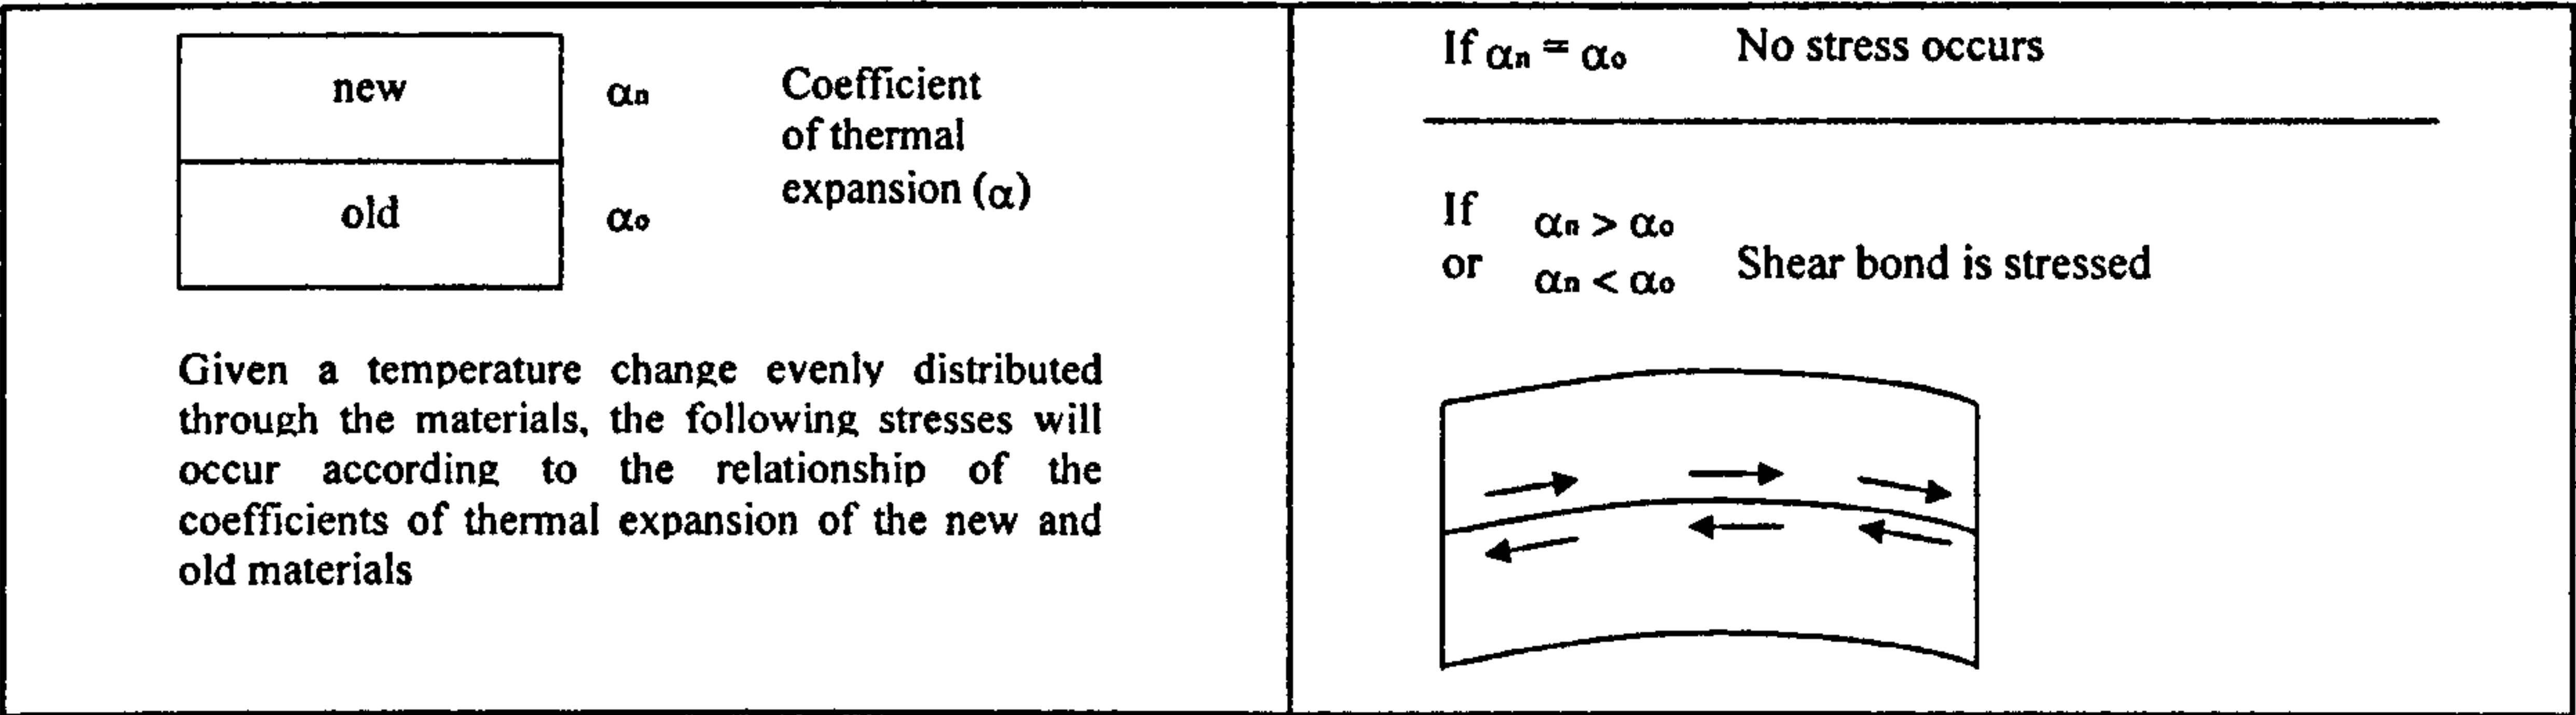 new αn Coefficient
of thermal
expansion (α)
old αo
Given a temperature change evenly distributed
through the materials, the following stresses will
occur according to the relationship of the
coefficients of thermal expansion of the new and
old materials
If αn = αo No stress occurs
If αn > αo
or αn < αo Shear bond is stressed